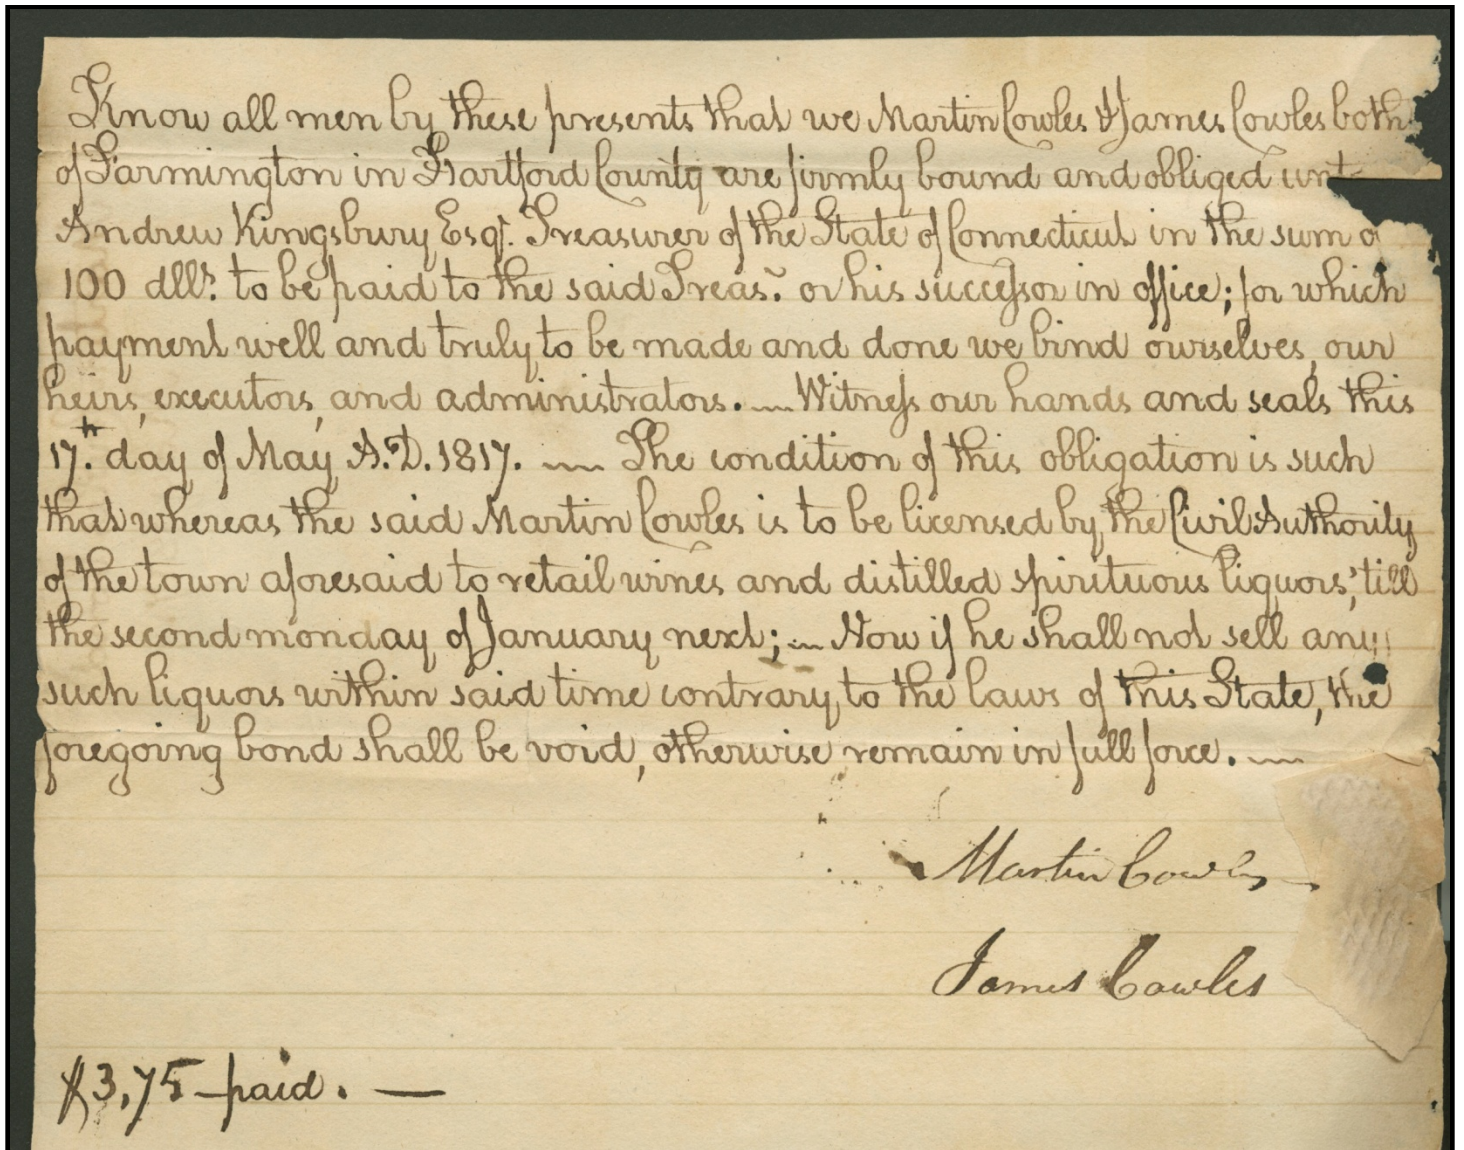 Know all men by these presents that we Martin Cowles & James Cowles both
of Farmington in Hartford County are firmly bound and obliged unt
Andrew Kingsbury Esqr. Treasurer of the State of Connecticut in the sum o
100 dlls. to be paid to the said Treas.r or his successor in office; for which
payment well and truly to be made and done we bind ourselves, our
heirs, executors, and administrators. — Witness our hands and seals this
17.th day of May, A.D. 1817. — The condition of this obligation is such
that whereas the said Martin Cowles is to be licensed by the Civil Authority
of the town aforesaid to retail wines and distilled spirituous liquors, till
the second monday of January next; — Now if he shall not sell any
such liquors within said time contrary to the laws of this State, the
foregoing bond shall be void, otherwise remain in full force. —
Martin Cowles
James Cowles
$3,75 paid. —